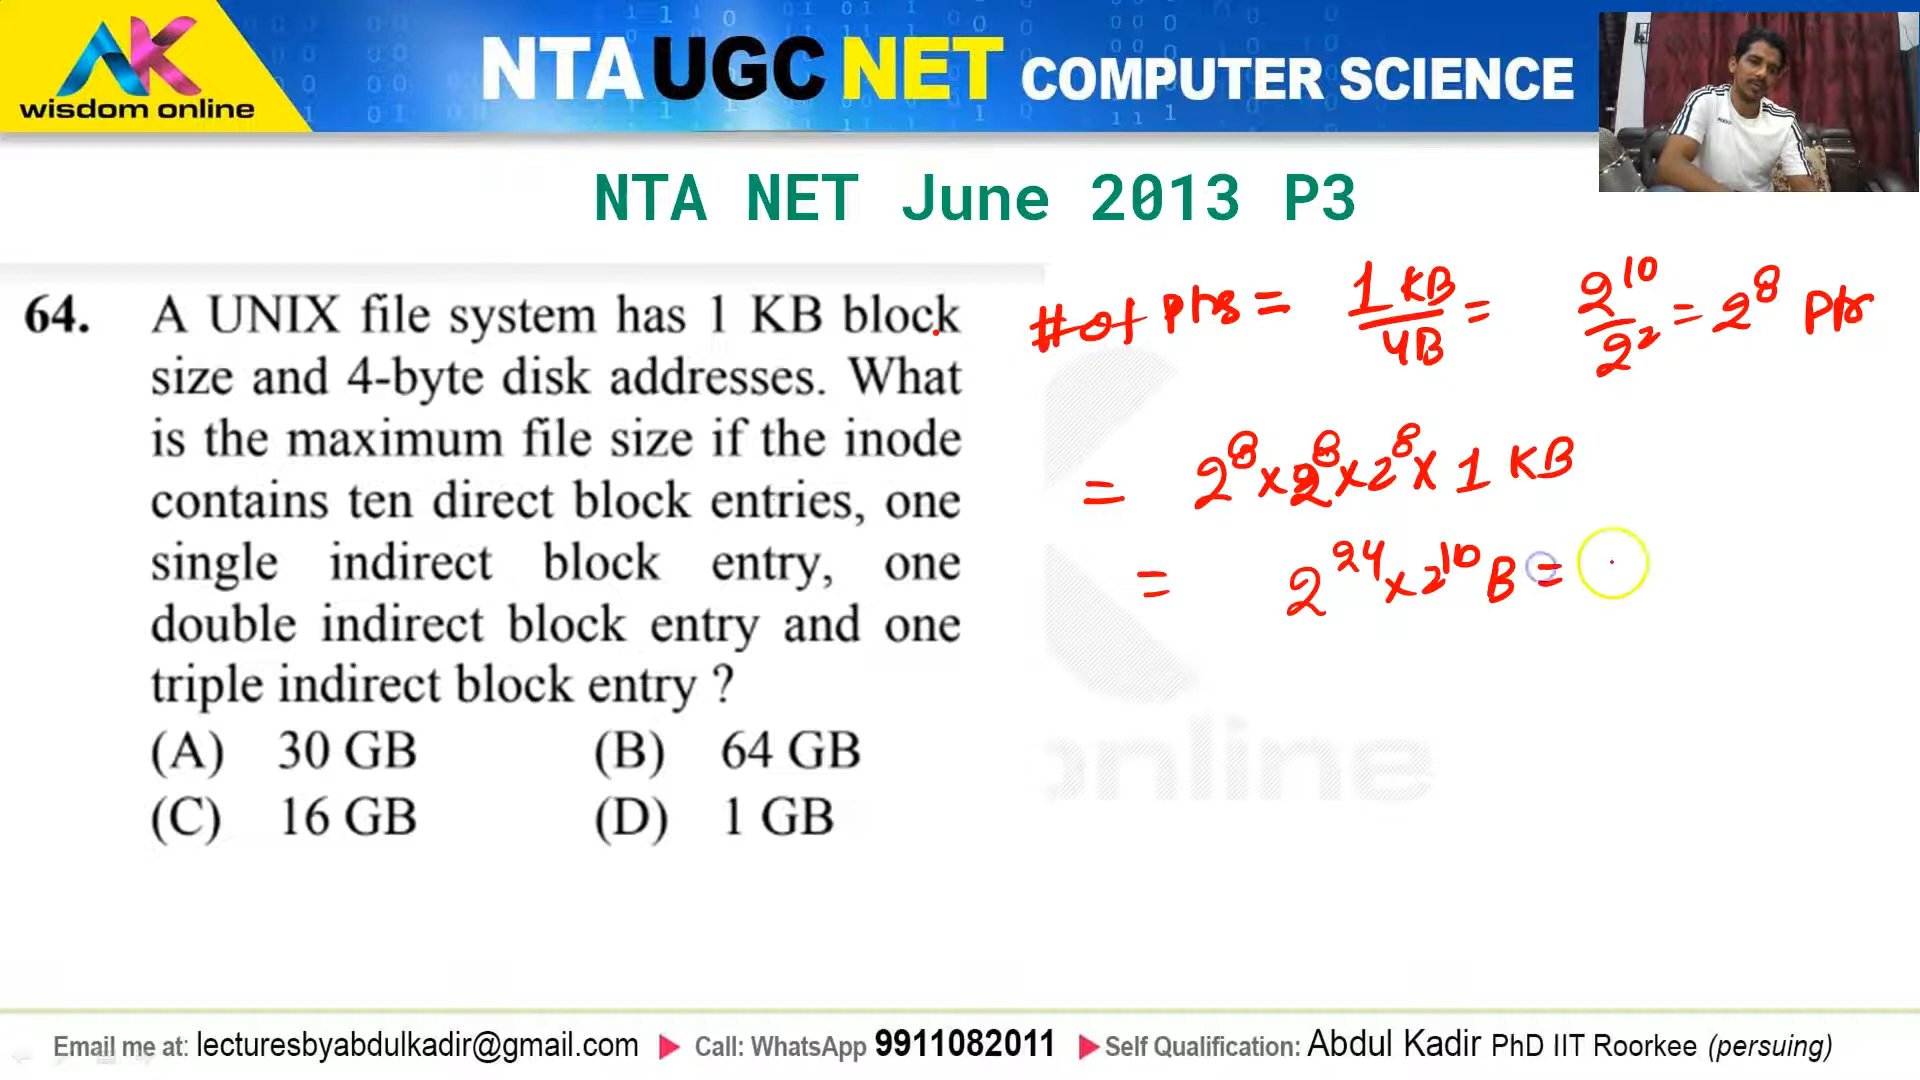 AK
wisdom online
NTA UGC NET COMPUTER SCIENCE
NTA NET June 2013 P3
64. A UNIX file system has 1 KB block
size and 4-byte disk addresses. What
is the maximum file size if the inode
contains ten direct block entries, one
single indirect block entry, one
double indirect block entry and one
triple indirect block entry ?
(A) 30 GB (B) 64 GB
(C) 16 GB (D) 1 GB
# of Ptrs = 1 KB / 4B = 2^10 / 2^2 = 2^8 Ptr
= 2^8 x 2^8 x 2^8 x 1 KB
= 2^24 x 2^10 B =
online
Email me at: lecturesbyabdulkadir@gmail.com ▶ Call: WhatsApp 9911082011 ▶ Self Qualification: Abdul Kadir PhD IIT Roorkee (persuing)